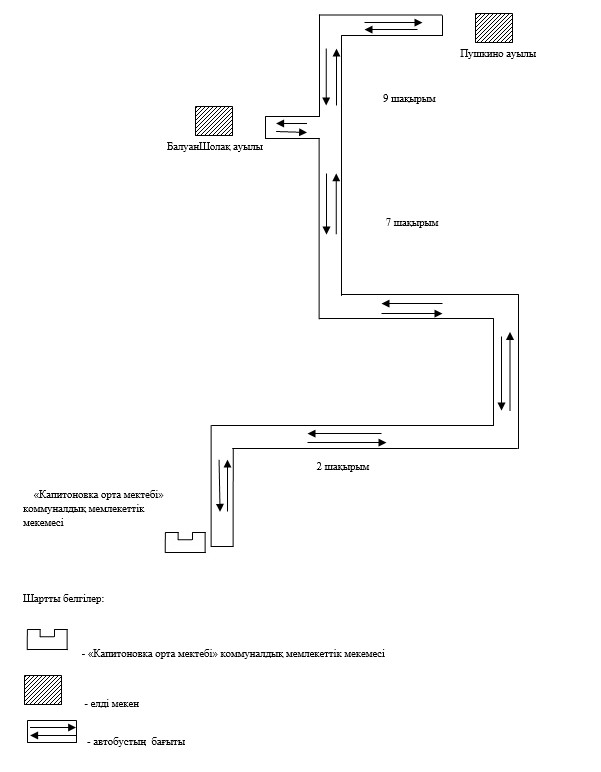 Пушкино ауылы
9 шақырым
БалуанШолақ ауылы
7 шақырым
2 шақырым
«Капитоновка орта мектебі»
коммуналдық мемлекеттік
мекемесі
Шартты белгілер:
- «Капитоновка орта мектебі» коммуналдық мемлекеттік мекемесі
- елді мекен
- автобустың бағыты